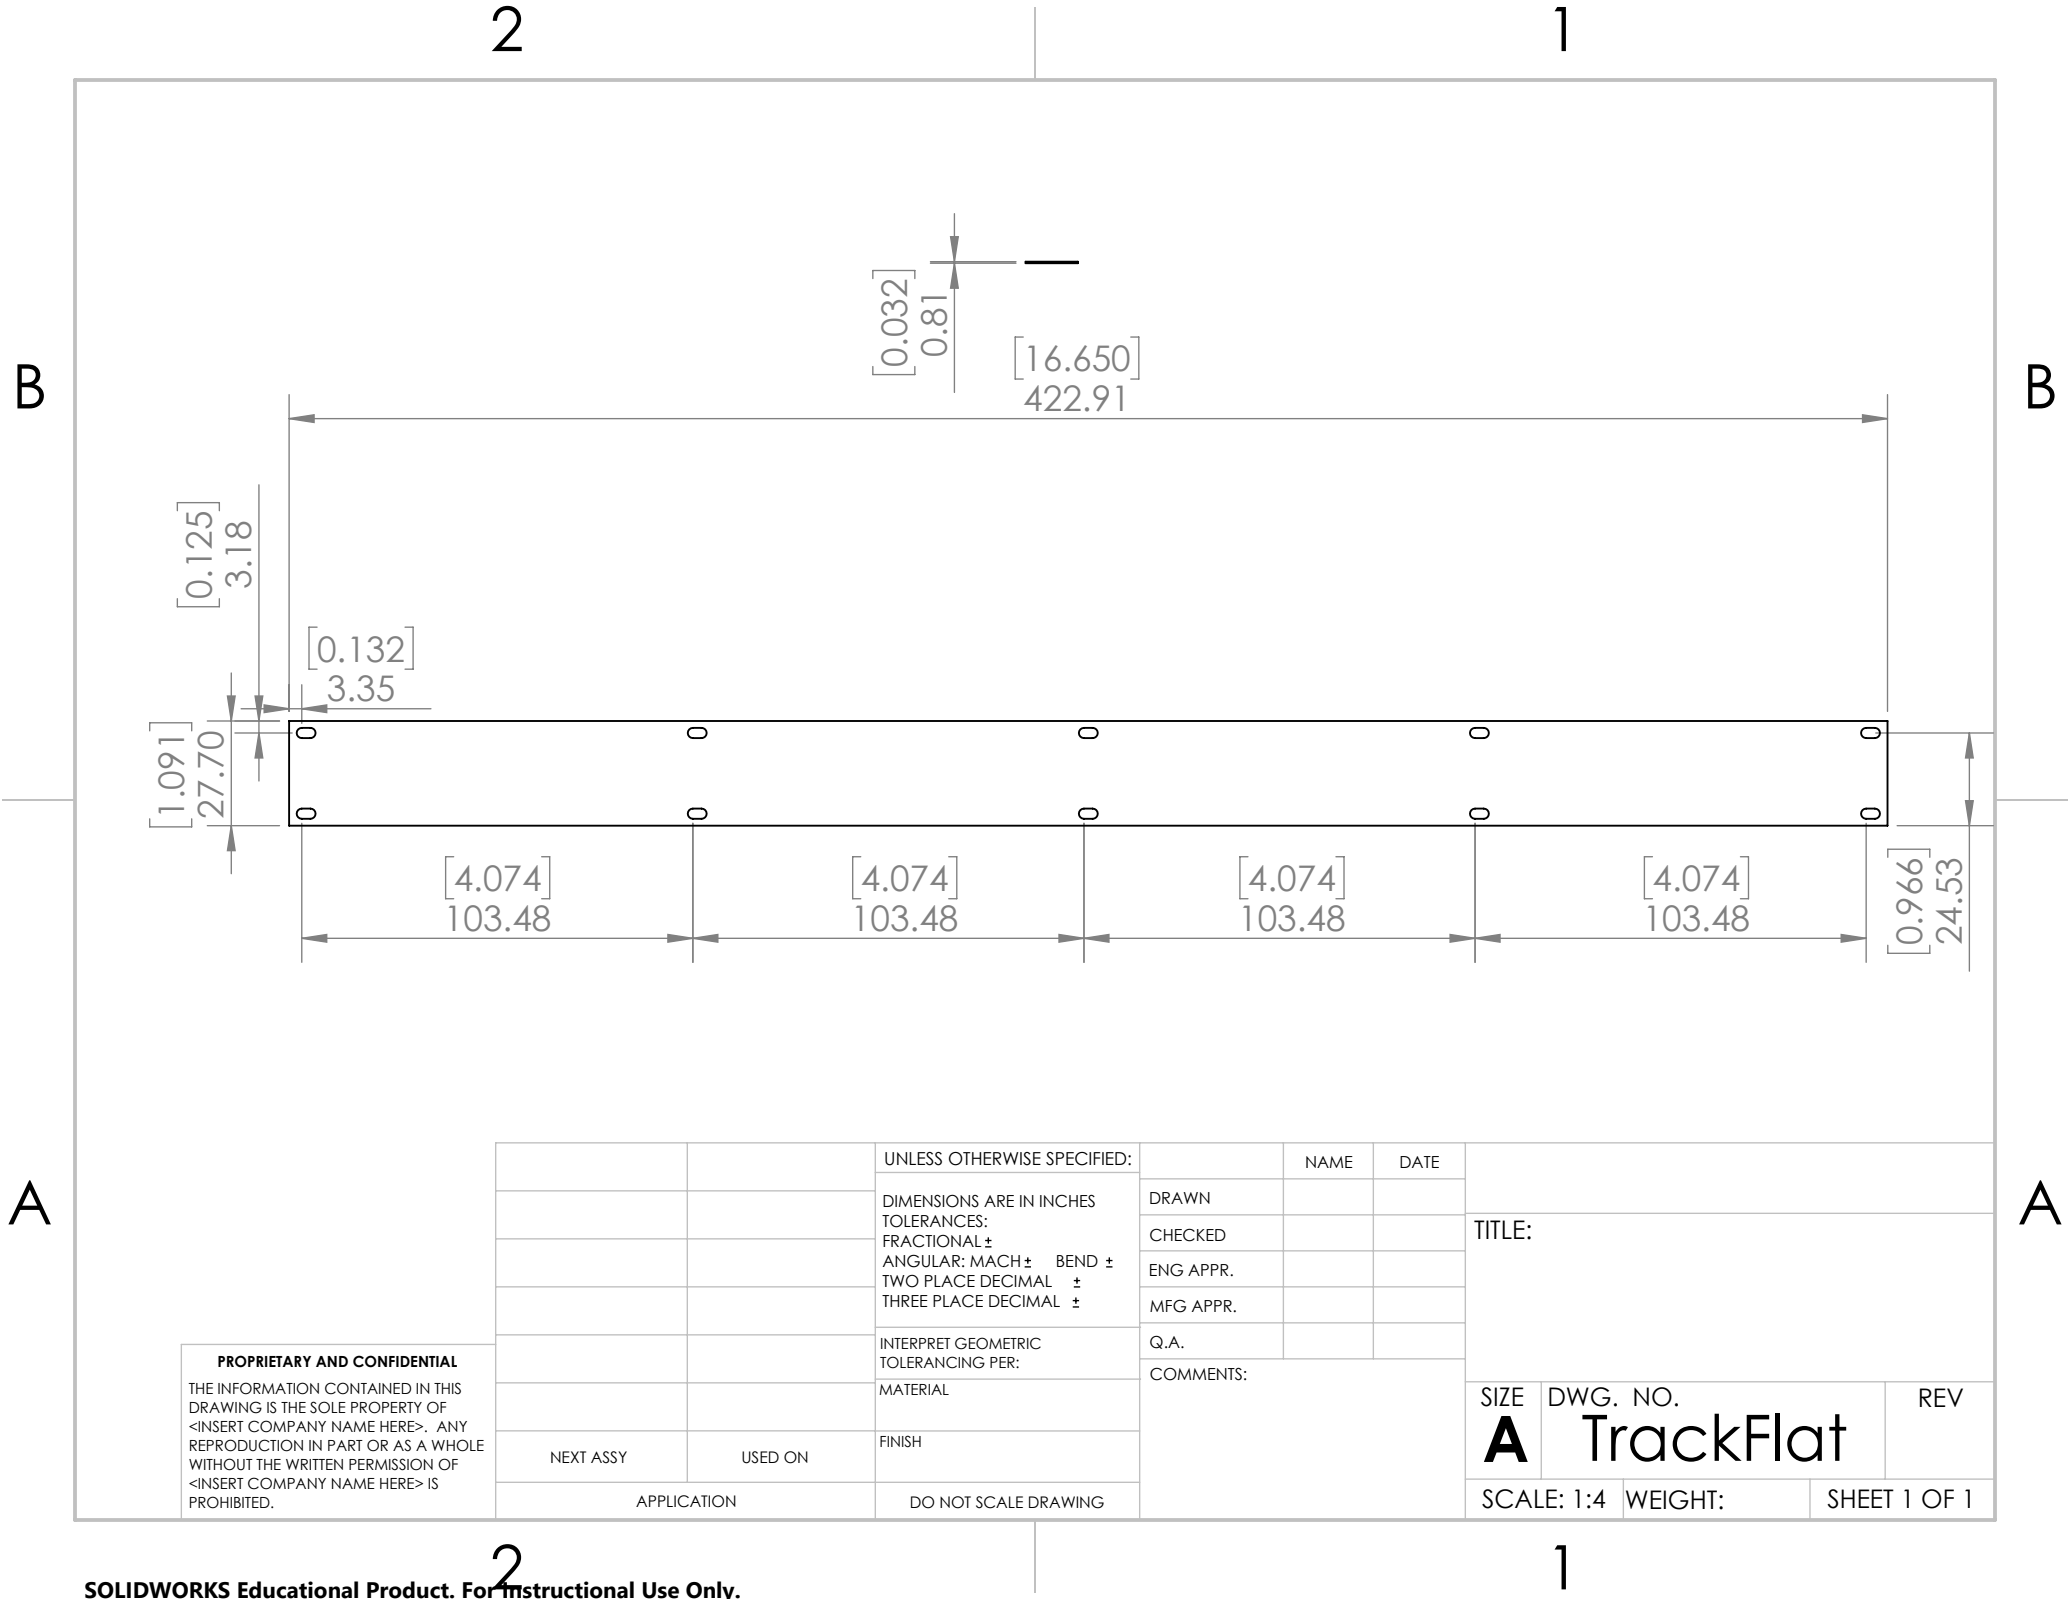 2
1
[0.032]
0.81
[16.650]
422.91
B
B
[0.125]
3.18
[0.132]
3.35
[1.091]
27.70
[4.074]
103.48
[4.074]
103.48
[4.074]
103.48
[4.074]
103.48
[0.966]
24.53
A
A
UNLESS OTHERWISE SPECIFIED:
DIMENSIONS ARE IN INCHES
TOLERANCES:
FRACTIONAL ±
ANGULAR: MACH ± BEND ±
TWO PLACE DECIMAL ±
THREE PLACE DECIMAL ±
INTERPRET GEOMETRIC
TOLERANCING PER:
MATERIAL
FINISH
DO NOT SCALE DRAWING
NAME DATE
DRAWN
CHECKED
ENG APPR.
MFG APPR.
Q.A.
COMMENTS:
TITLE:
SIZE
A
DWG. NO.
TrackFlat
REV
SCALE: 1:4 WEIGHT: SHEET 1 OF 1
PROPRIETARY AND CONFIDENTIAL
THE INFORMATION CONTAINED IN THIS
DRAWING IS THE SOLE PROPERTY OF
<INSERT COMPANY NAME HERE>. ANY
REPRODUCTION IN PART OR AS A WHOLE
WITHOUT THE WRITTEN PERMISSION OF
<INSERT COMPANY NAME HERE> IS
PROHIBITED.
NEXT ASSY USED ON
APPLICATION
2
1
SOLIDWORKS Educational Product. For Instructional Use Only.